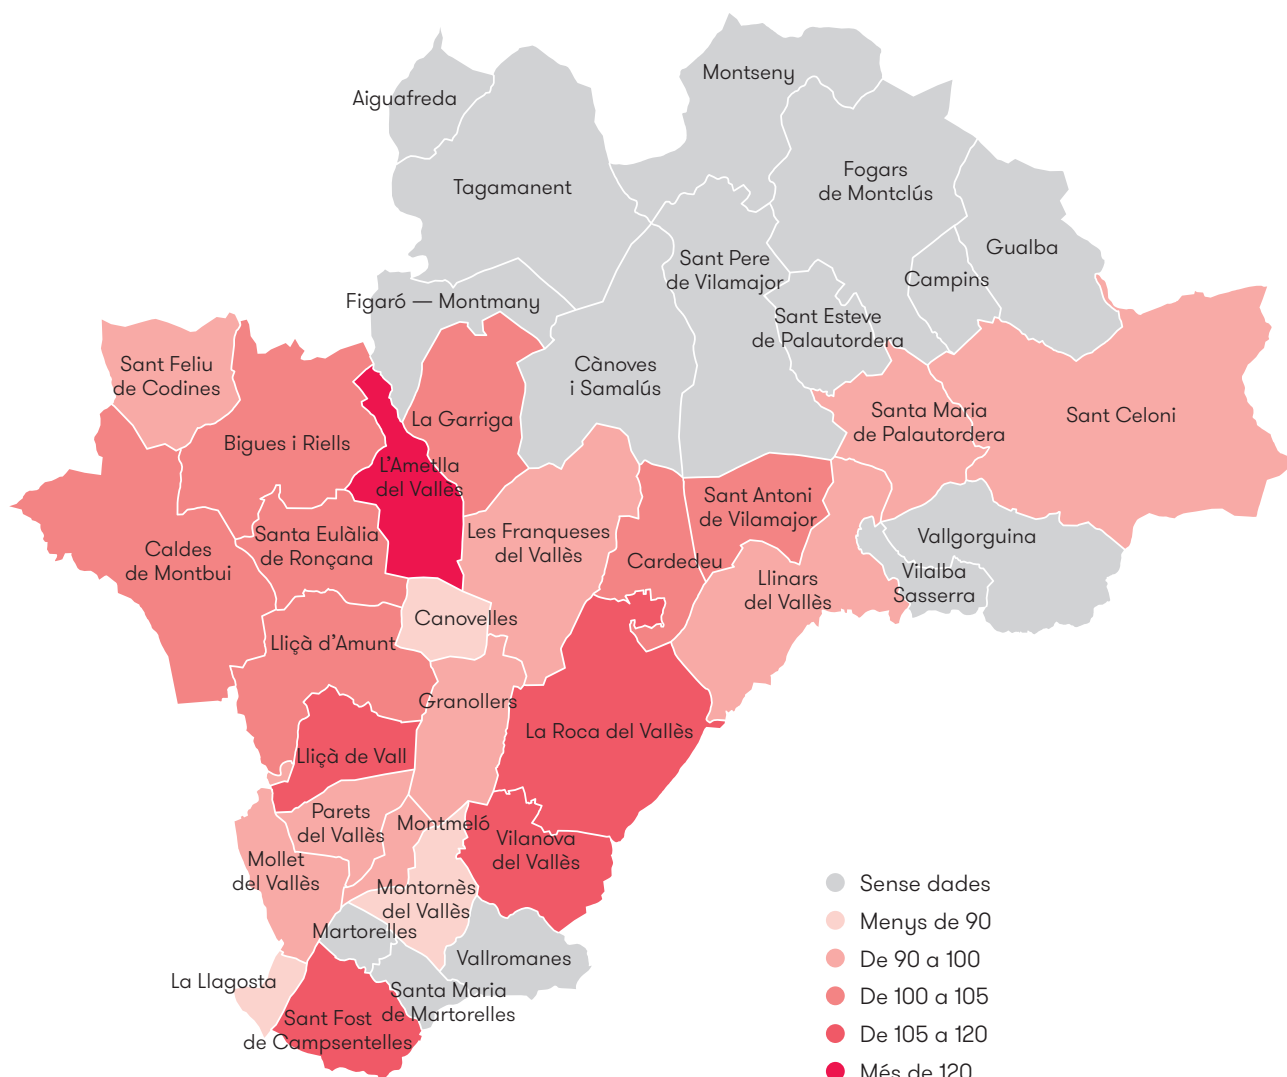 Montseny
Aiguafreda
Tagamanent
Fogars
de Montclús
Gualba
Sant Pere
de Vilamajor
Campins
Figaró — Montmany
Sant Esteve
de Palautordera
Sant Feliu
de Codines
Cànoves
i Samalús
La Garriga
Santa Maria
de Palautordera
Sant Celoni
Bigues i Riells
L'Ametlla
del Vallès
Sant Antoni
de Vilamajor
Santa Eulàlia
de Ronçana
Les Franqueses
del Vallès
Vallgorguina
Caldes
de Montbui
Cardedeu
Vilalba
Sasserra
Llinars
del Vallès
Canovelles
Lliçà d'Amunt
Granollers
La Roca del Vallès
Lliçà de Vall
Parets
del Vallès
Montmeló
Vilanova
del Vallès
Mollet
del Vallès
Montornès
del Vallès
Martorelles
Vallromanes
La Llagosta
Santa Maria
de Martorelles
Sant Fost
de Campsentelles
Sense dades
Menys de 90
De 90 a 100
De 100 a 105
De 105 a 120
Més de 120